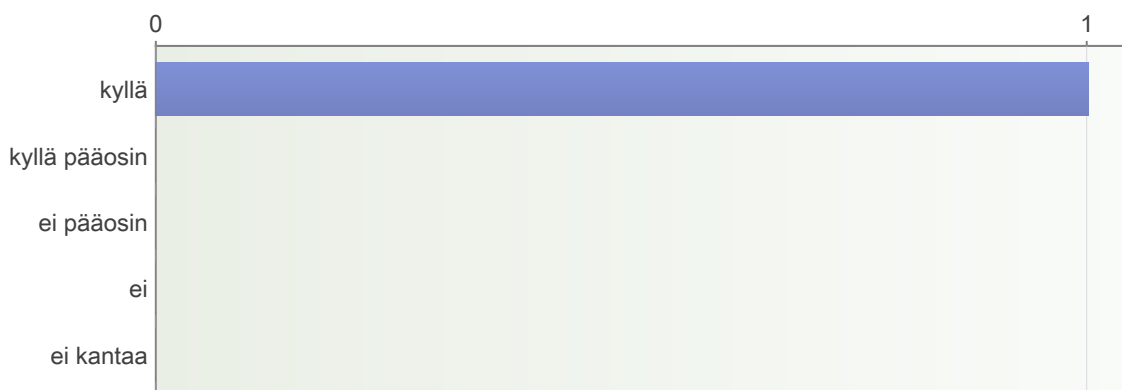 0 1
kyllä
kyllä pääosin
ei pääosin
ei
ei kantaa